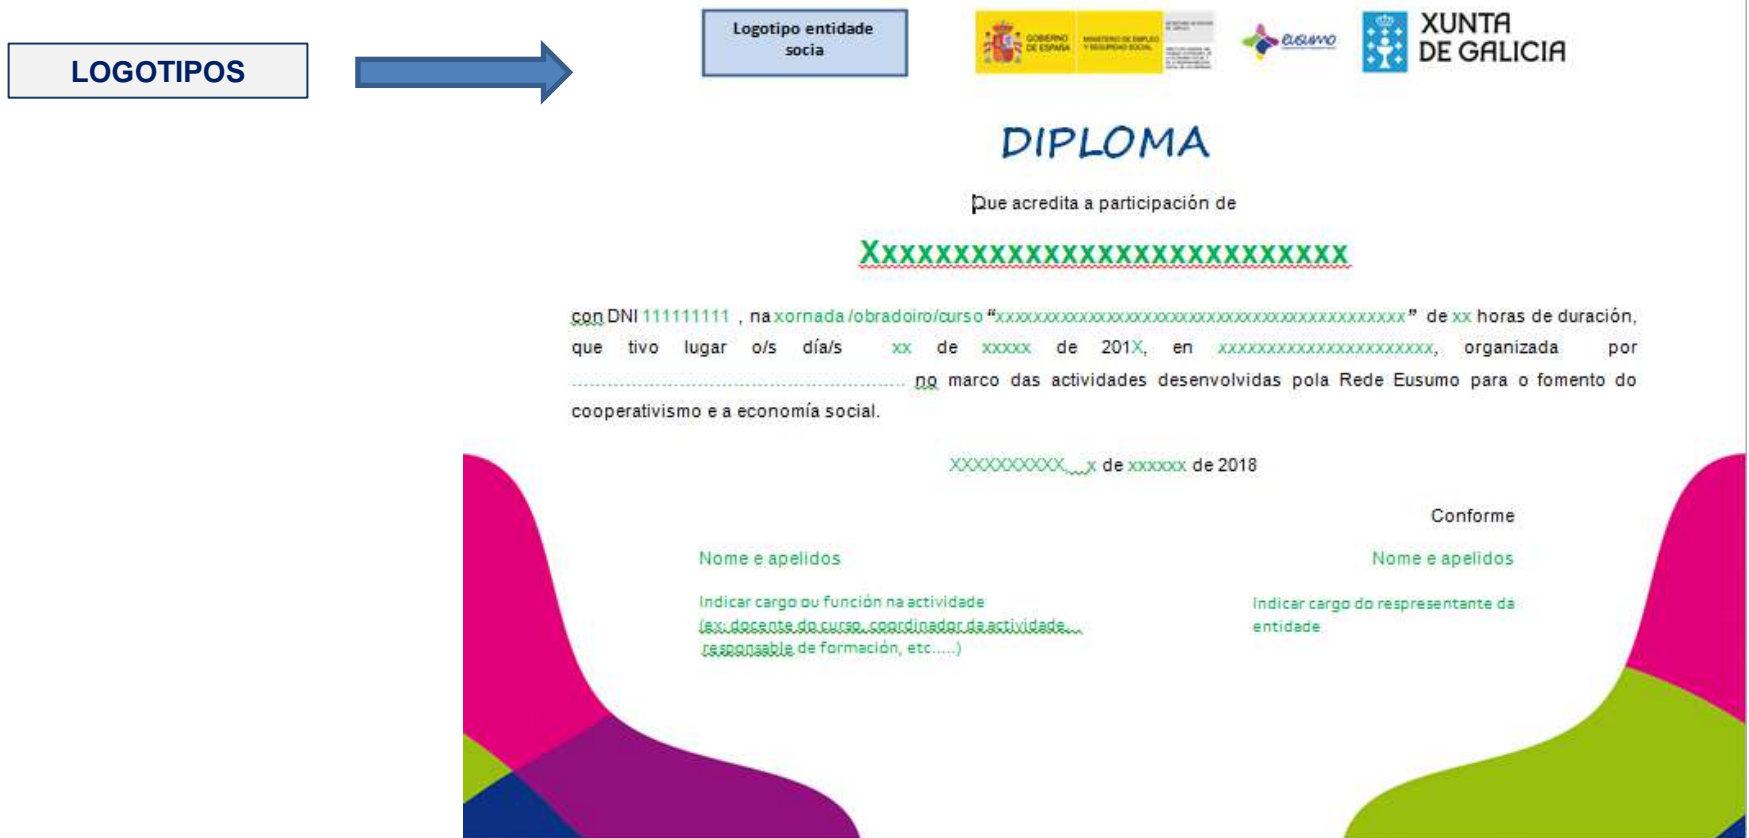 LOGOTIPOS
Logotipo entidade
socia
GOBIERNO
DE ESPAÑA
MINISTERIO DE EMPLEO
Y SEGURIDAD SOCIAL
eusumo
XUNTA
DE GALICIA
DIPLOMA
Que acredita a participación de
Xxxxxxxxxxxxxxxxxxxxxxxxxxx
con DNI 111111111 , na xornada /obradoiro/curso “xxxxxxxxxxxxxxxxxxxxxxxxxxxxxxxxxxxxxxxxxxxx” de xx horas de duración,
que tivo lugar o/s día/s xx de xxxxx de 201X, en xxxxxxxxxxxxxxxxxxxxxx, organizada por
.......................................................... no marco das actividades desenvolvidas pola Rede Eusumo para o fomento do
cooperativismo e a economía social.
XXXXXXXXXX, x de xxxxxx de 2018
Conforme
Nome e apelidos
Nome e apelidos
Indicar cargo ou función na actividade
(ex: docente do curso, coordinador da actividade,
responsable de formación, etc.....)
Indicar cargo do respresentante da
entidade